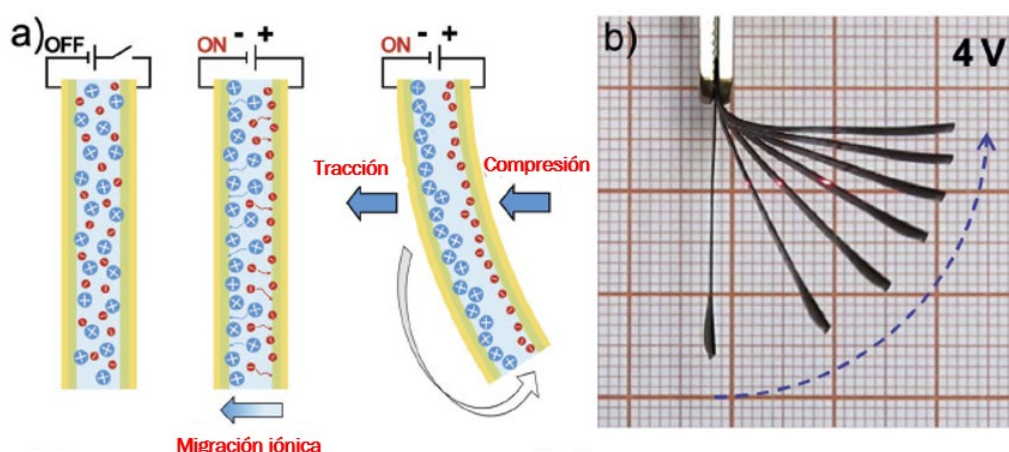 a) OFF
ON - +
ON - +
Tracción
Compresión
Migración iónica
b)
4 V